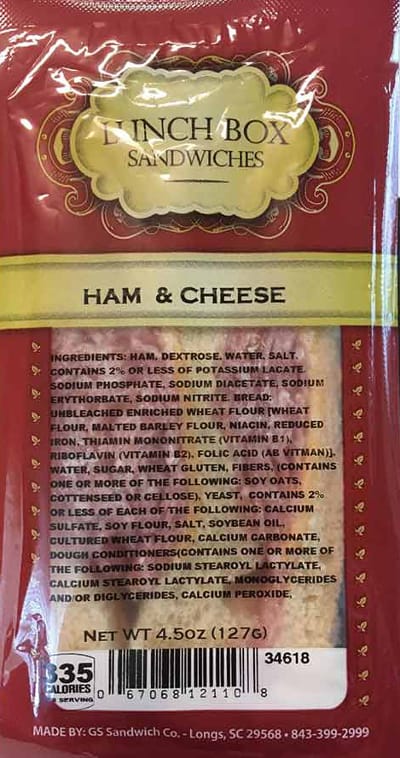 LUNCH BOX
SANDWICHES
HAM & CHEESE
INGREDIENTS: HAM, DEXTROSE, WATER, SALT.
CONTAINS 2% OR LESS OF POTASSIUM LACATE.
SODIUM PHOSPHATE, SODIUM DIACETATE, SODIUM
ERYTHORBATE, SODIUM NITRITE. BREAD:
UNBLEACHED ENRICHED WHEAT FLOUR [WHEAT
FLOUR, MALTED BARLEY FLOUR, NIACIN, REDUCED
IRON, THIAMIN MONONITRATE (VITAMIN B1),
RIBOFLAVIN (VITAMIN B2), FOLIC ACID (AB VITMAN)],
WATER, SUGAR, WHEAT GLUTEN, FIBERS, (CONTAINS
ONE OR MORE OF THE FOLLOWING: SOY OATS,
COTTENSEED OR CELLOSE), YEAST, CONTAINS 2%
OR LESS OF EACH OF THE FOLLOWING: CALCIUM
SULFATE, SOY FLOUR, SALT, SOYBEAN OIL,
CULTURED WHEAT FLOUR, CALCIUM CARBONATE,
DOUGH CONDITIONERS(CONTAINS ONE OR MORE OF
THE FOLLOWING: SODIUM STEAROYL LACTYLATE,
CALCIUM STEAROYL LACTYLATE, MONOGLYCERIDES
AND/OR DIGLYCERIDES, CALCIUM PEROXIDE,
NET WT 4.5OZ (127G)
335
CALORIES
SERVING
34618
0 67068 12110 8
MADE BY: GS Sandwich Co. - Longs, SC 29568 • 843-399-2999